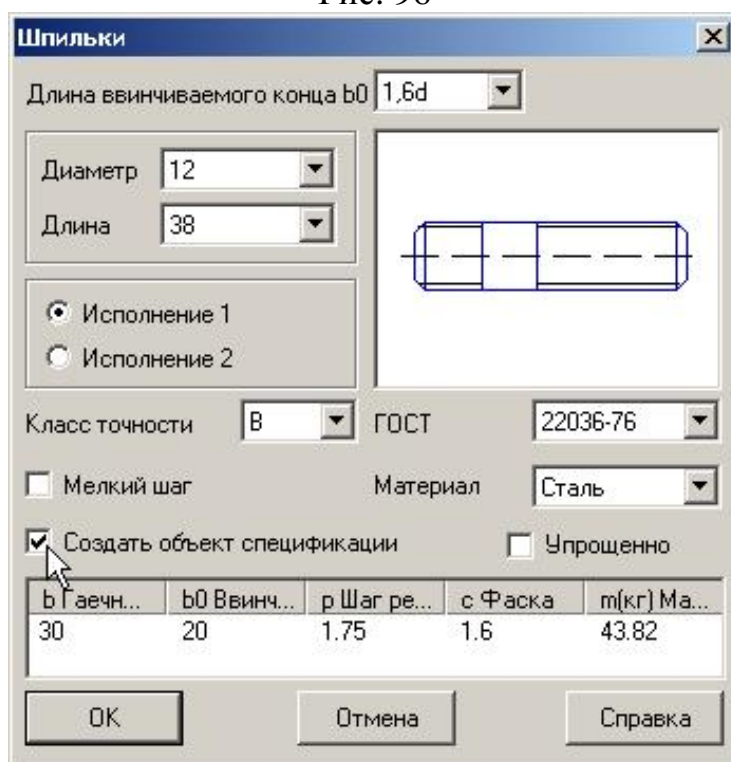 Шпильки
Длина ввинчиваемого конца b0 1,6d
Диаметр 12
Длина 38
Исполнение 1
Исполнение 2
Класс точности B ГОСТ 22036-76
Мелкий шаг Материал Сталь
Создать объект спецификации Упрощенно
b Гаечн... b0 Ввинч... p Шаг ре... c Фаска m(кг) Ма...
30 20 1.75 1.6 43.82
OK Отмена Справка